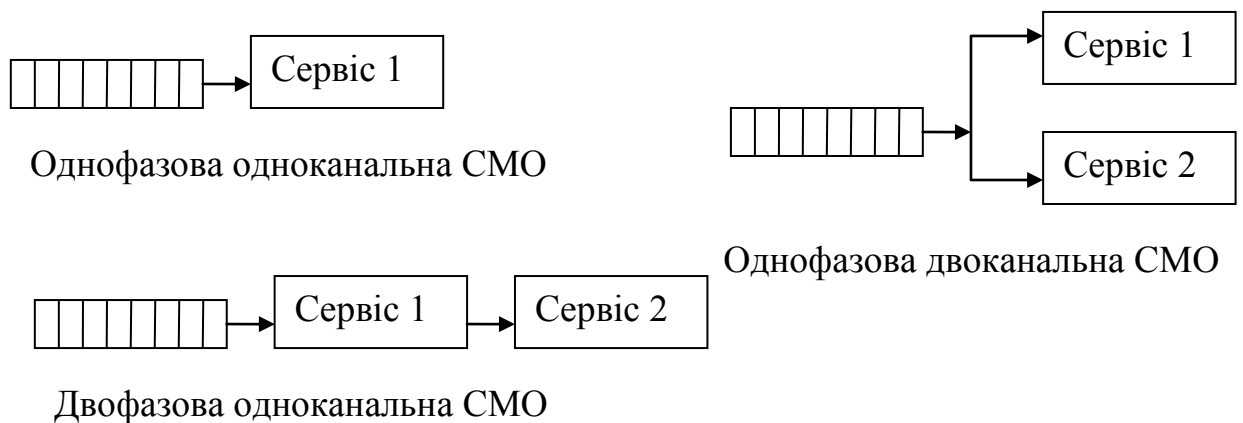 Сервіс 1
Однофазова одноканальна СМО
Сервіс 1
Сервіс 2
Однофазова двоканальна СМО
Сервіс 1
Сервіс 2
Двофазова одноканальна СМО